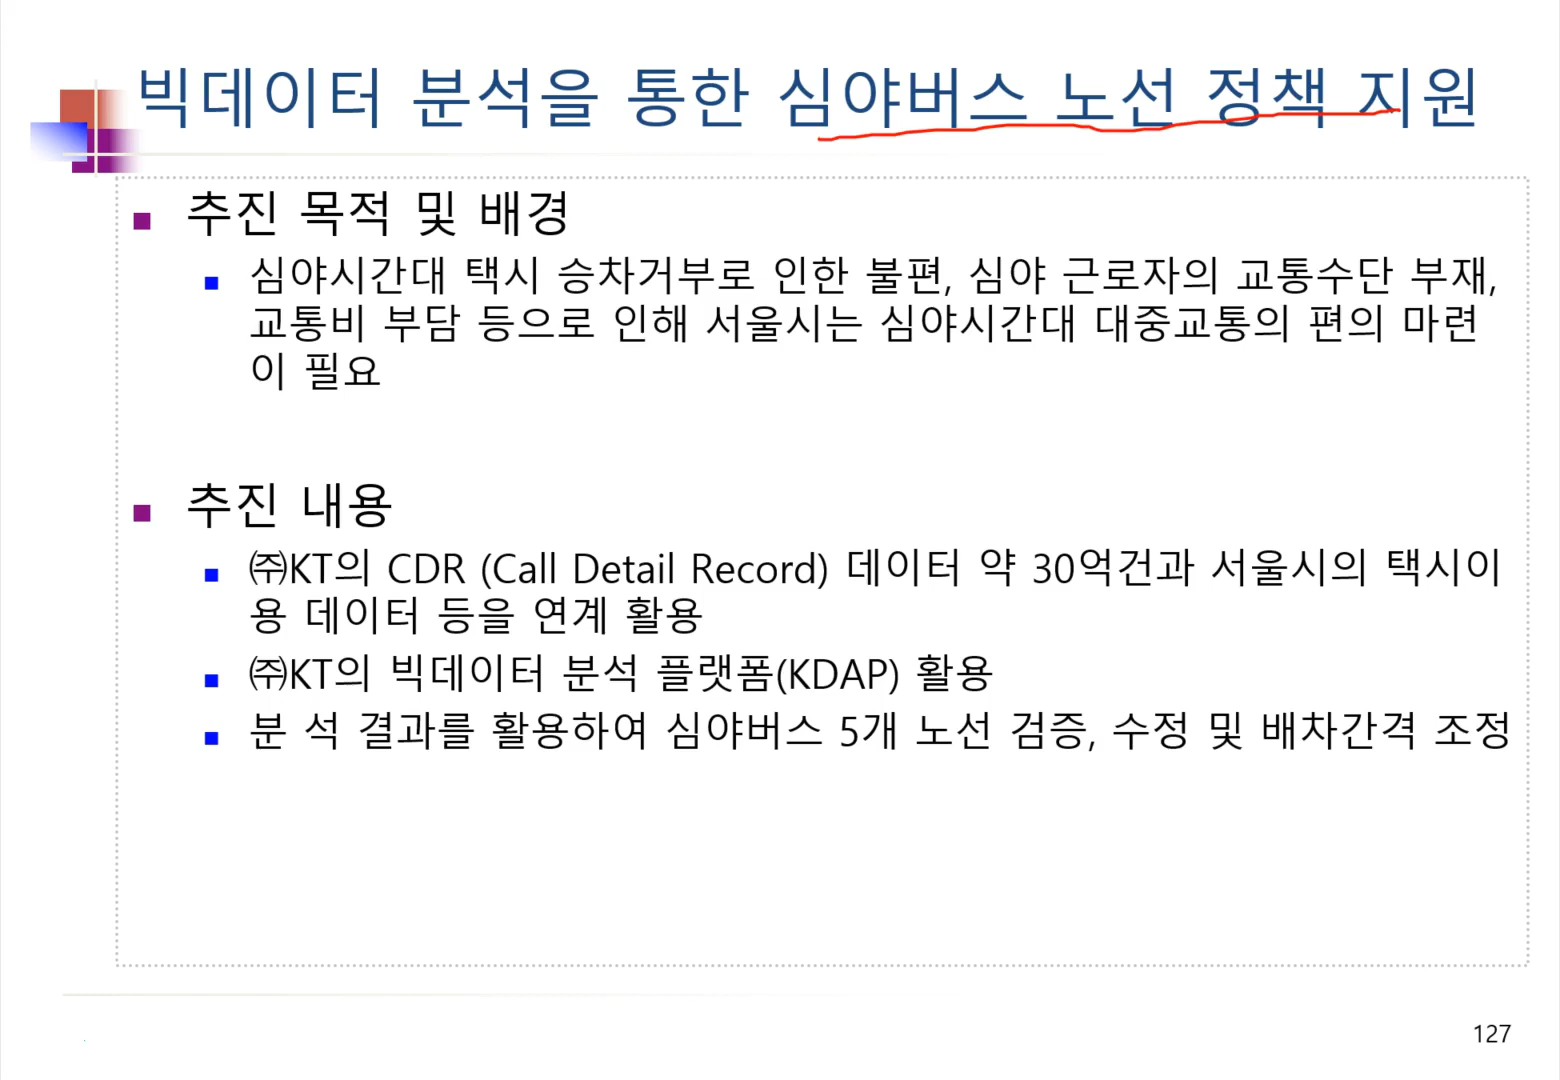 빅데이터 분석을 통한 심야버스 노선 정책 지원
추진 목적 및 배경
심야시간대 택시 승차거부로 인한 불편, 심야 근로자의 교통수단 부재,
교통비 부담 등으로 인해 서울시는 심야시간대 대중교통의 편의 마련
이 필요
추진 내용
㈜KT의 CDR (Call Detail Record) 데이터 약 30억건과 서울시의 택시이
용 데이터 등을 연계 활용
㈜KT의 빅데이터 분석 플랫폼(KDAP) 활용
분 석 결과를 활용하여 심야버스 5개 노선 검증, 수정 및 배차간격 조정
127